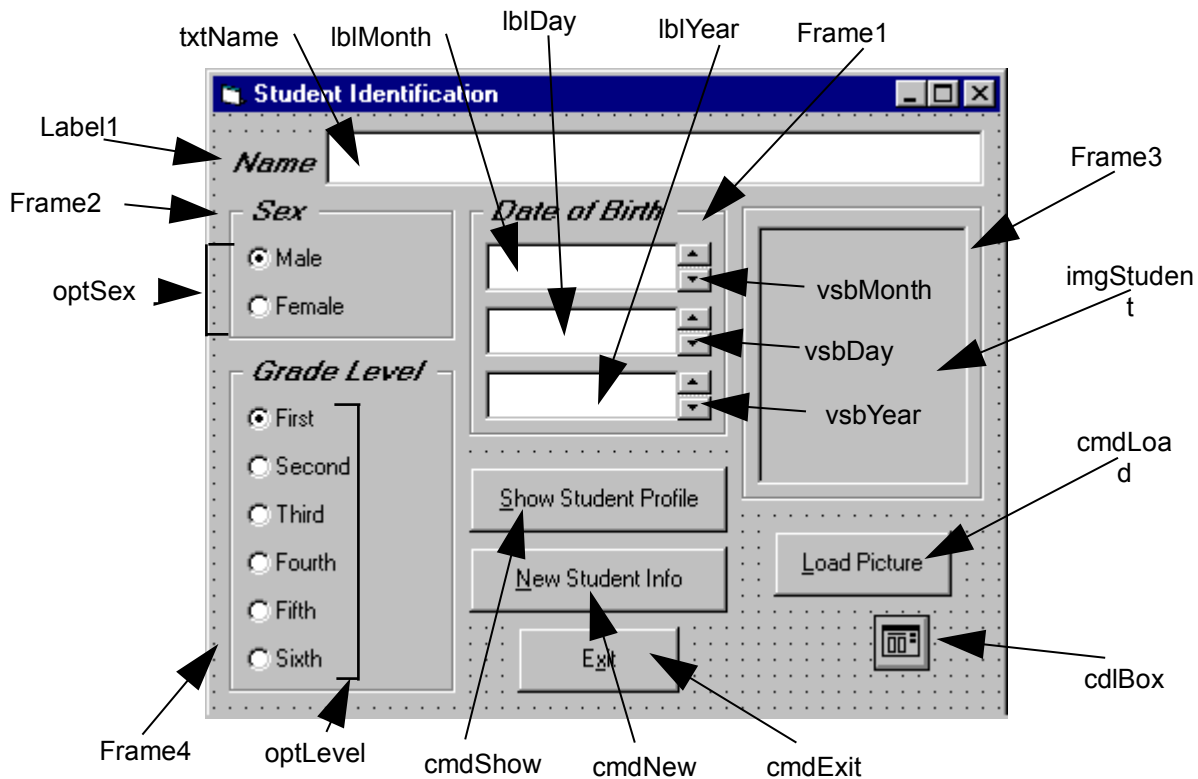 txtName
lblMonth
lblDay
lblYear
Frame1
Student Identification
Label1
Name
Frame3
Frame2
Sex
Date of Birth
Male
optSex
Female
vsbMonth
imgStuden
t
vsbDay
Grade Level
First
vsbYear
Second
cmdLoa
d
Show Student Profile
Third
Fourth
Load Picture
New Student Info
Fifth
Sixth
Exit
cdlBox
Frame4
optLevel
cmdShow
cmdNew
cmdExit